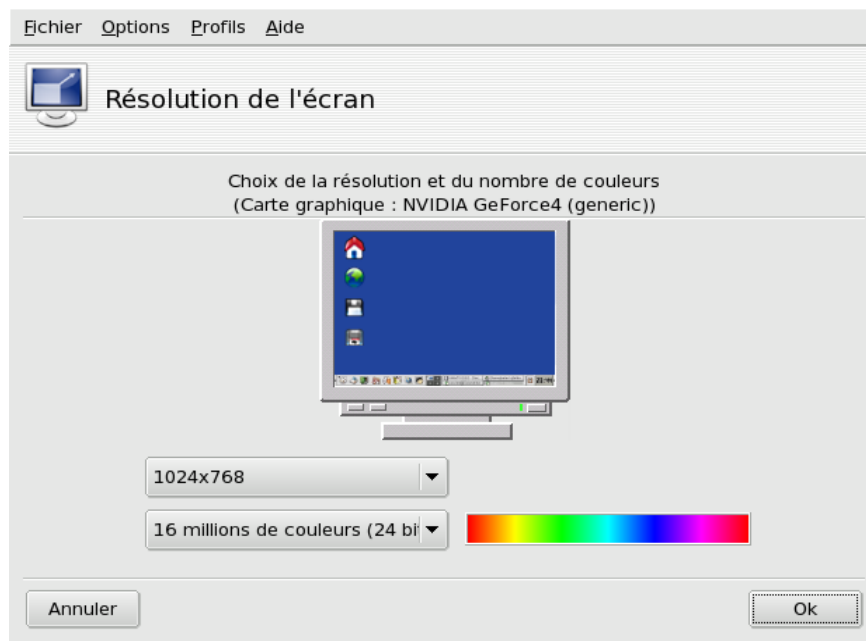 Fichier Options Profils Aide
Résolution de l'écran
Choix de la résolution et du nombre de couleurs
(Carte graphique : NVIDIA GeForce4 (generic))
1024x768
16 millions de couleurs (24 bit
Annuler
Ok